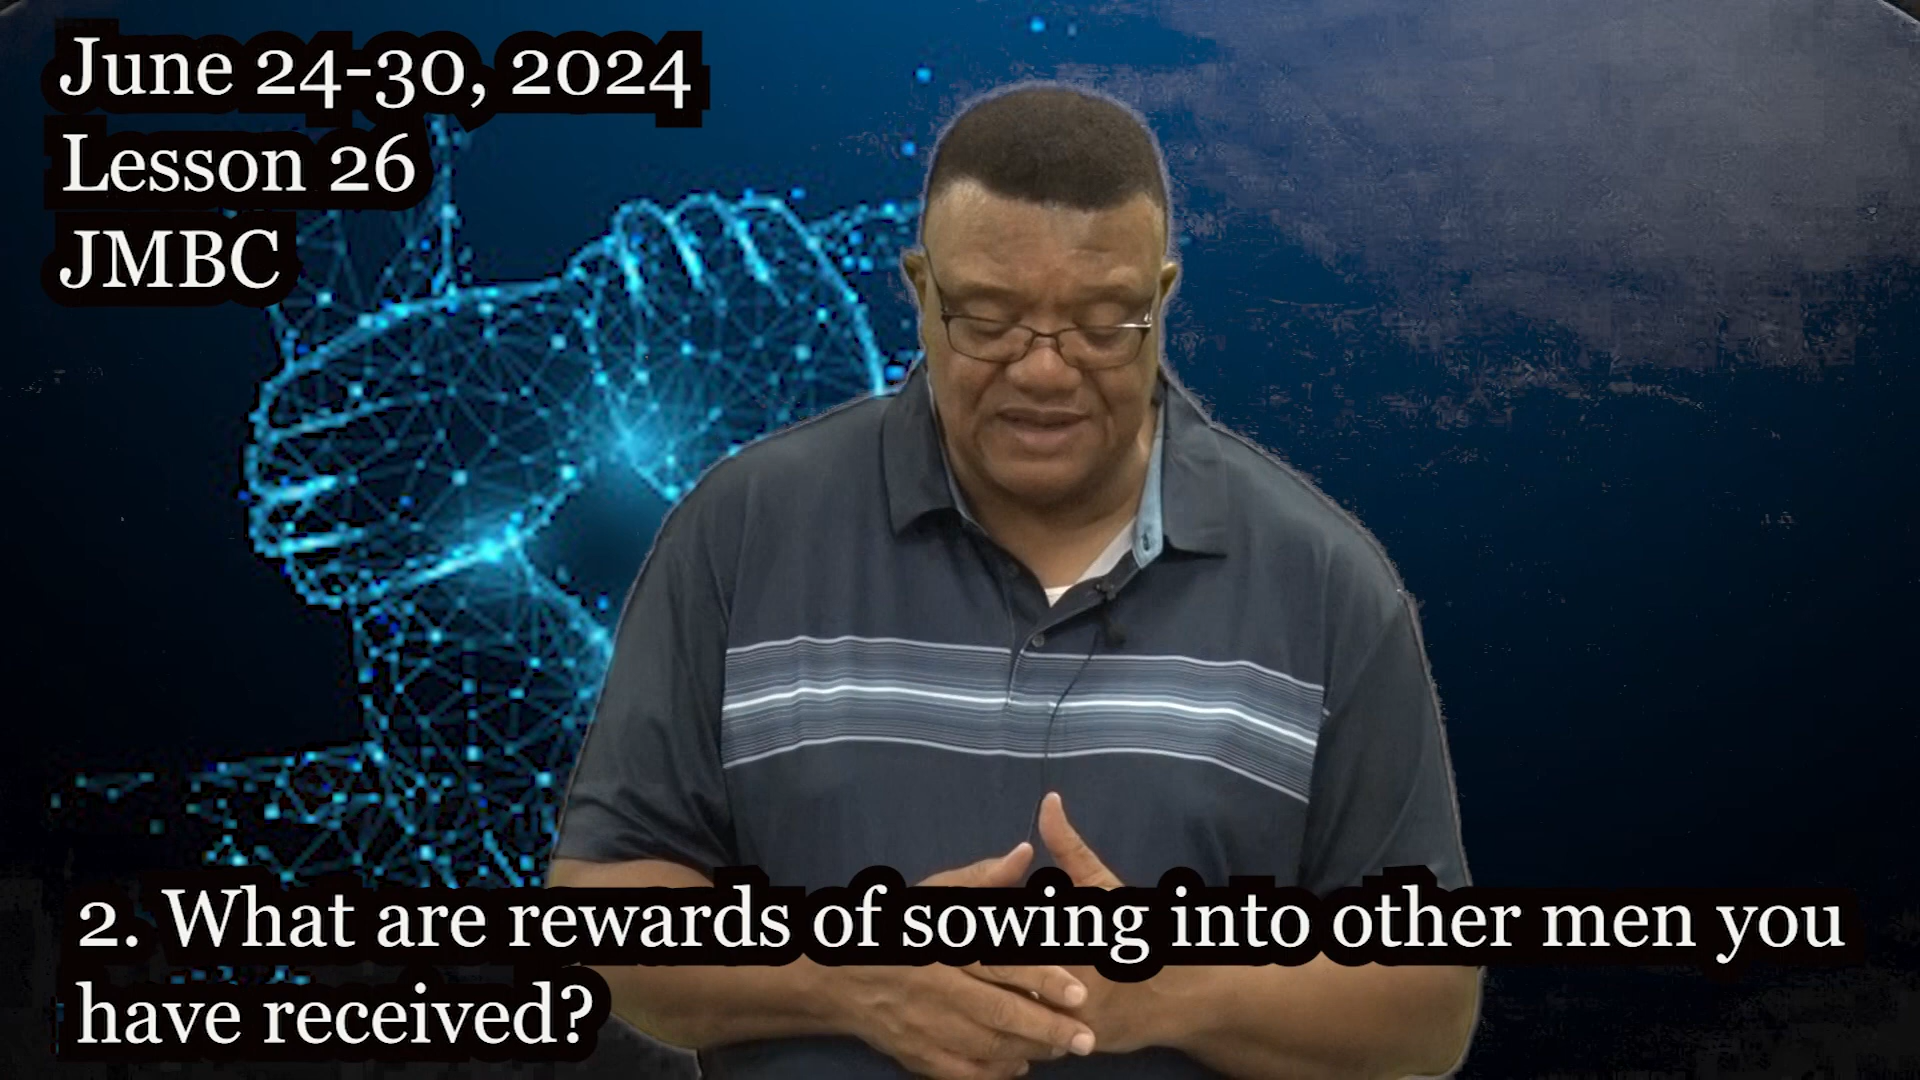 June 24-30, 2024
Lesson 26
JMBC
2. What are rewards of sowing into other men you
have received?